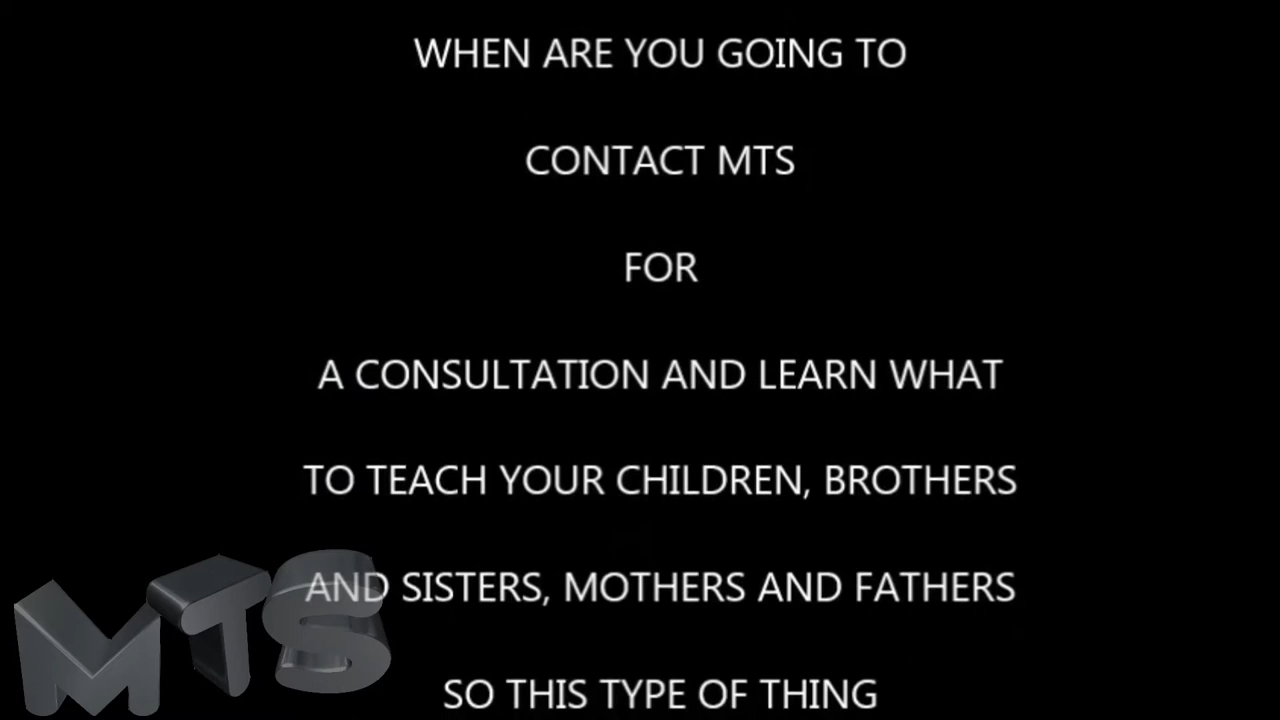 WHEN ARE YOU GOING TO
CONTACT MTS
FOR
A CONSULTATION AND LEARN WHAT
TO TEACH YOUR CHILDREN, BROTHERS
AND SISTERS, MOTHERS AND FATHERS
MTS
SO THIS TYPE OF THING